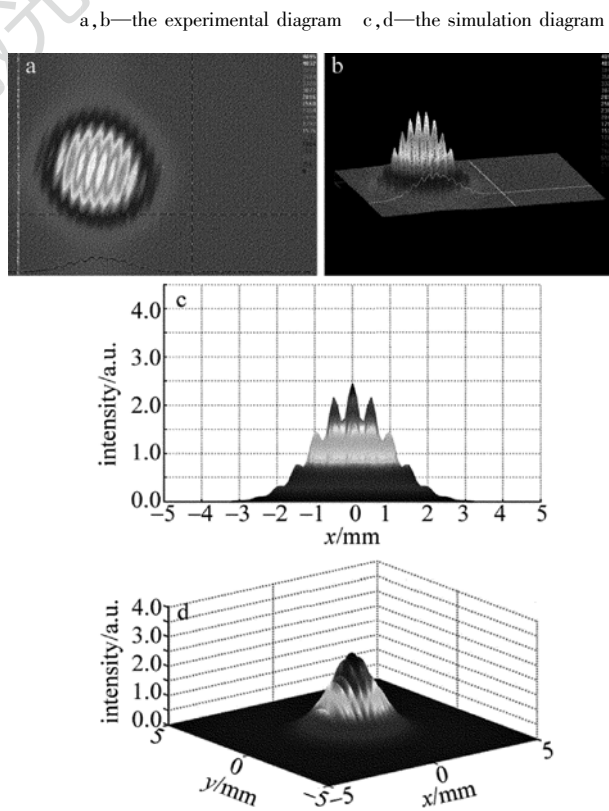 a,b—the experimental diagram c,d—the simulation diagram
a
b
c
4.0
3.0
2.0
1.0
0.0
intensity/a.u.
−5 −4 −3 −2 −1 0 1 2 3 4 5
x/mm
d
4.0
3.0
2.0
1.0
0.0
intensity/a.u.
5
0
−5
y/mm
−5
0
5
x/mm